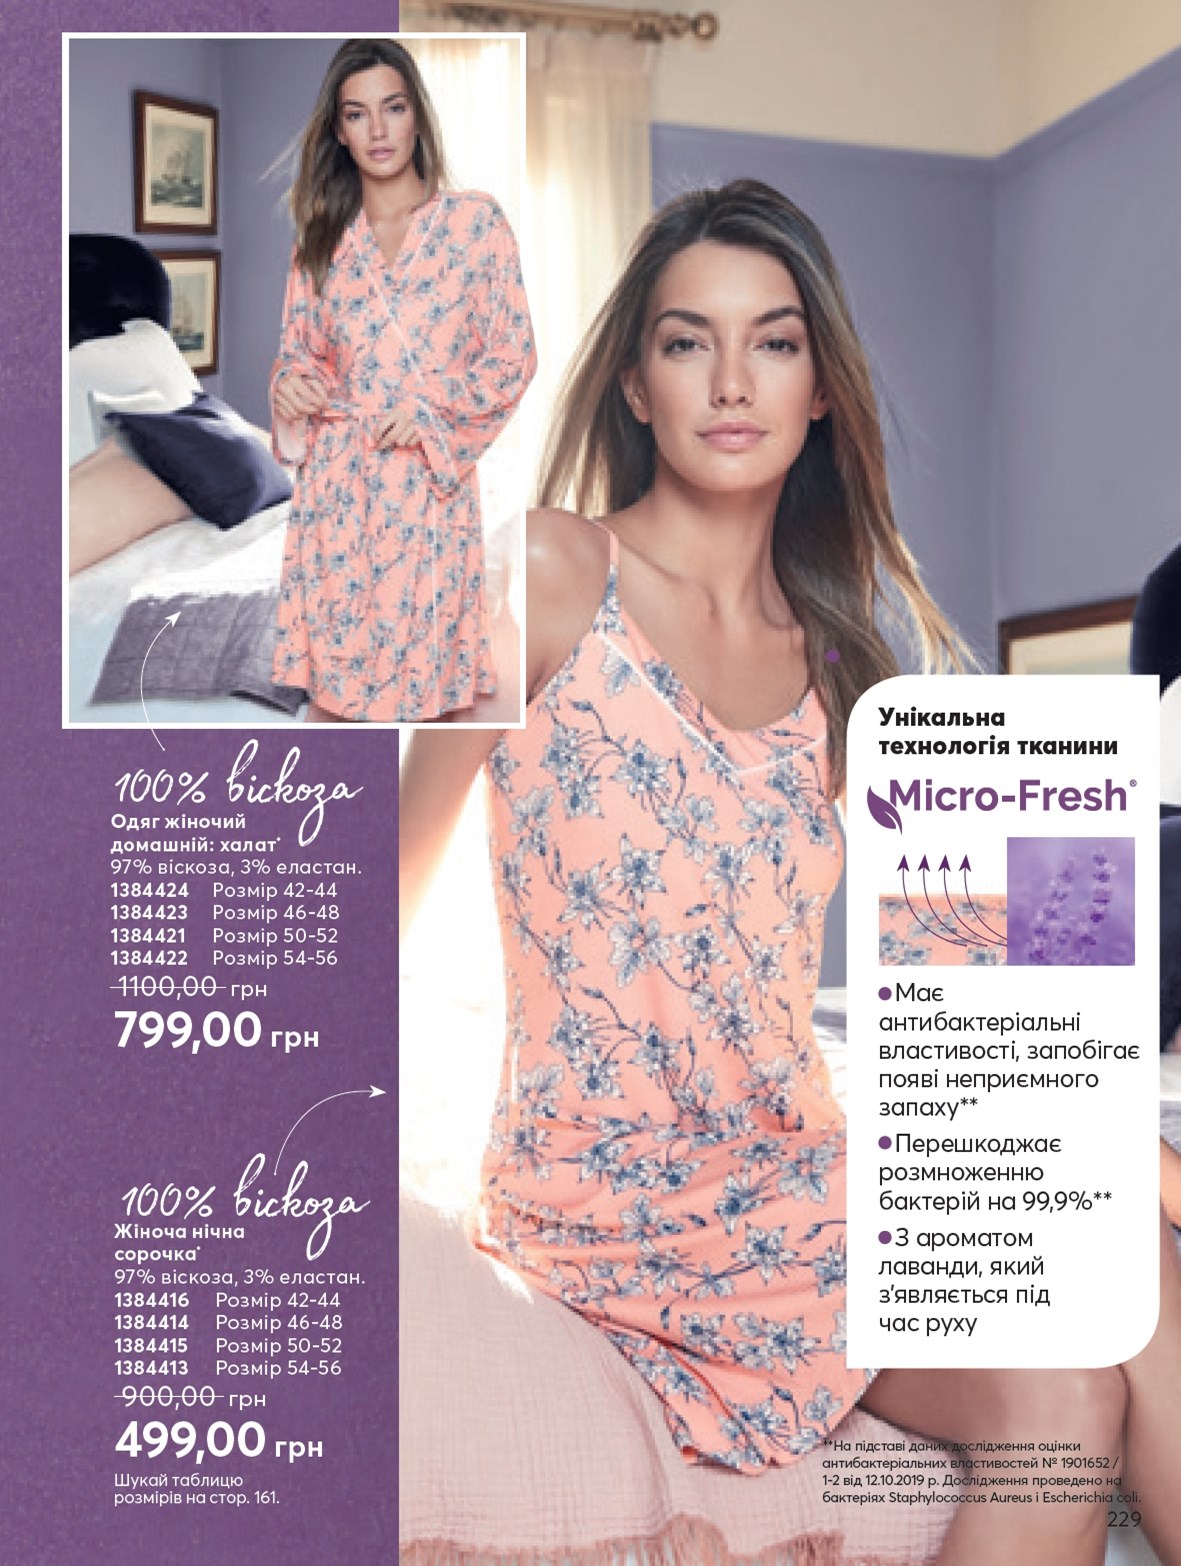 100% віскоза
Одяг жіночий
домашній: халат*
97% віскоза, 3% еластан.
1384424 Розмір 42-44
1384423 Розмір 46-48
1384421 Розмір 50-52
1384422 Розмір 54-56
1100,00 грн
799,00 грн
100% віскоза
Жіноча нічна
сорочка*
97% віскоза, 3% еластан.
1384416 Розмір 42-44
1384414 Розмір 46-48
1384415 Розмір 50-52
1384413 Розмір 54-56
900,00 грн
499,00 грн
Шукай таблицю
розмірів на стор. 161.
Унікальна
технологія тканини
Micro-Fresh®
●Має
антибактеріальні
властивості, запобігає
появі неприємного
запаху**
●Перешкоджає
розмноженню
бактерій на 99,9%**
●З ароматом
лаванди, який
з'являється під
час руху
**На підставі даних дослідження оцінки
антибактеріальних властивостей № 1901652 /
1-2 від 12.10.2019 р. Дослідження проведено на
бактеріях Staphylococcus Aureus і Escherichia coli.
229